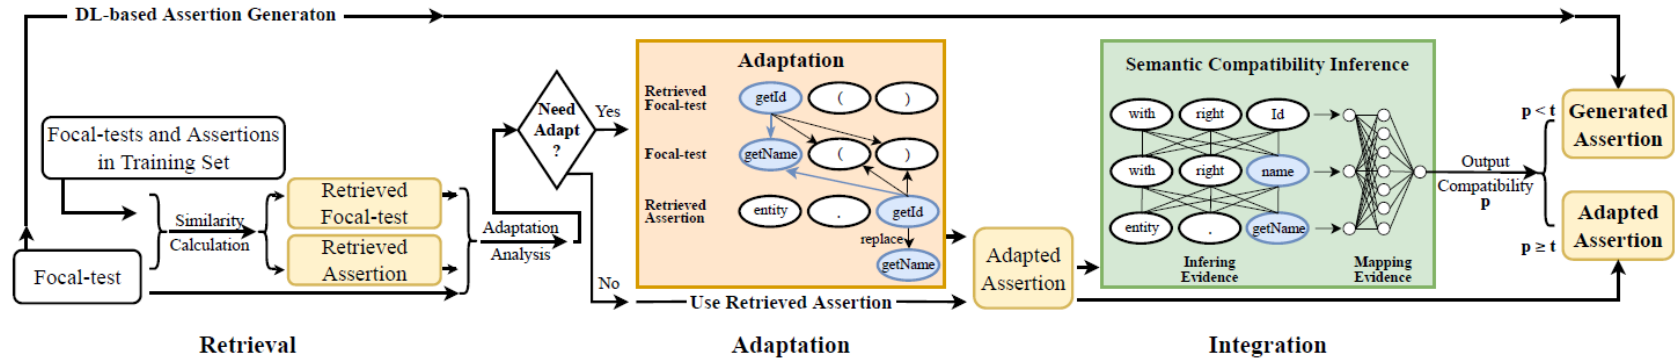 DL-based Assertion Generaton
Focal-tests and Assertions
in Training Set
Focal-test
Similarity
Calculation
Retrieved
Focal-test
Retrieved
Assertion
Adaptation
Analysis
Need
Adapt
?
Yes
No
Adaptation
Retrieved
Focal-test
getId
(
)
Focal-test
getName
(
)
Retrieved
Assertion
entity
.
getId
replace
getName
Use Retrieved Assertion
Adapted
Assertion
Semantic Compatibility Inference
with
right
Id
with
right
name
entity
.
getName
Infering
Evidence
Mapping
Evidence
Output
Compatibility
p
p < t
Generated
Assertion
Adapted
Assertion
p ≥ t
Retrieval
Adaptation
Integration